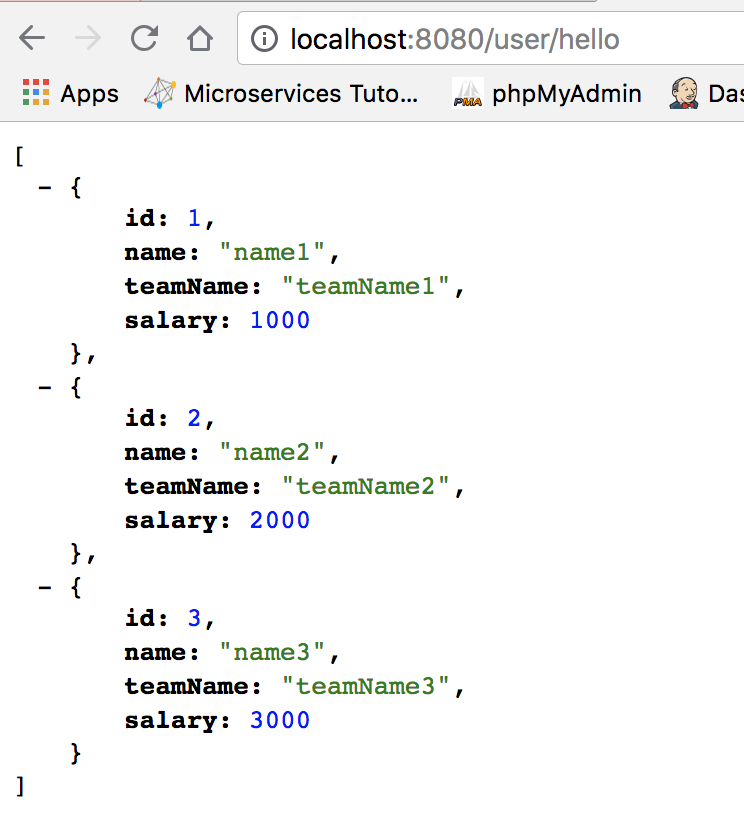 localhost:8080/user/hello
Apps Microservices Tuto... PMA phpMyAdmin
[
- {
id: 1,
name: "name1",
teamName: "teamName1",
salary: 1000
},
- {
id: 2,
name: "name2",
teamName: "teamName2",
salary: 2000
},
- {
id: 3,
name: "name3",
teamName: "teamName3",
salary: 3000
}
]